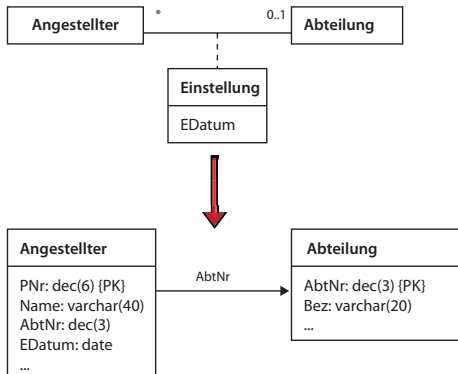 Angestellter
*
0..1
Abteilung
Einstellung
EDatum
Angestellter
PNr: dec(6) {PK}
Name: varchar(40)
AbtNr: dec(3)
EDatum: date
...
AbtNr
Abteilung
AbtNr: dec(3) {PK}
Bez: varchar(20)
...